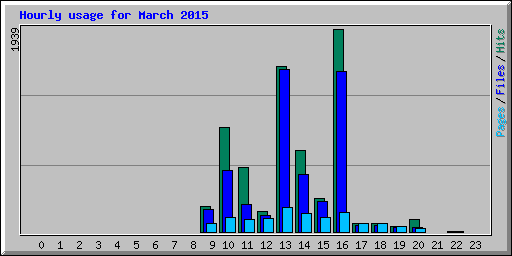 Hourly usage for March 2015
1939
Pages / Files / Hits
0 1 2 3 4 5 6 7 8 9 10 11 12 13 14 15 16 17 18 19 20 21 22 23